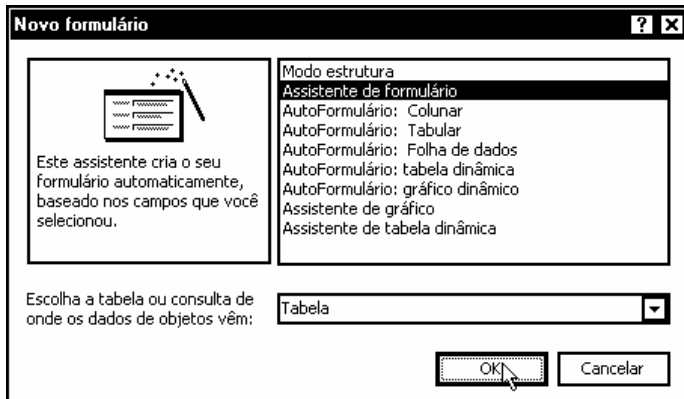 Novo formulário
Este assistente cria o seu
formulário automaticamente,
baseado nos campos que você
selecionou.
Modo estrutura
Assistente de formulário
AutoFormulário: Colunar
AutoFormulário: Tabular
AutoFormulário: Folha de dados
AutoFormulário: tabela dinâmica
AutoFormulário: gráfico dinâmico
Assistente de gráfico
Assistente de tabela dinâmica
Escolha a tabela ou consulta de
onde os dados de objetos vêm:
Tabela
OK
Cancelar